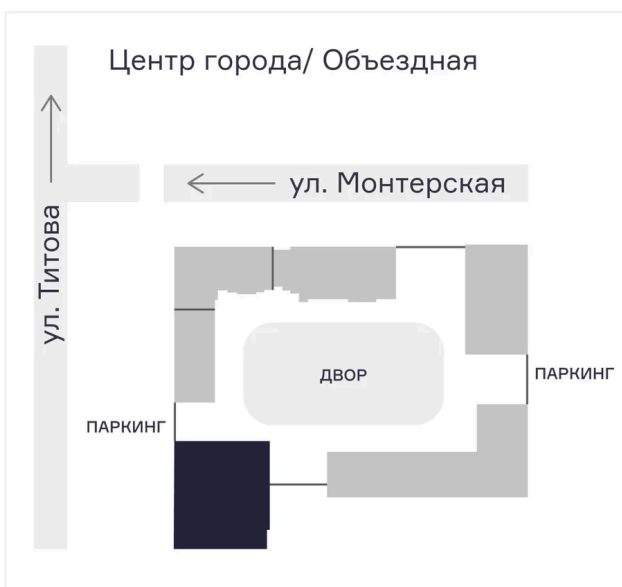 Центр города/ Объездная
ул. Монтерская
ул. Титова
ДВОР
ПАРКИНГ
ПАРКИНГ